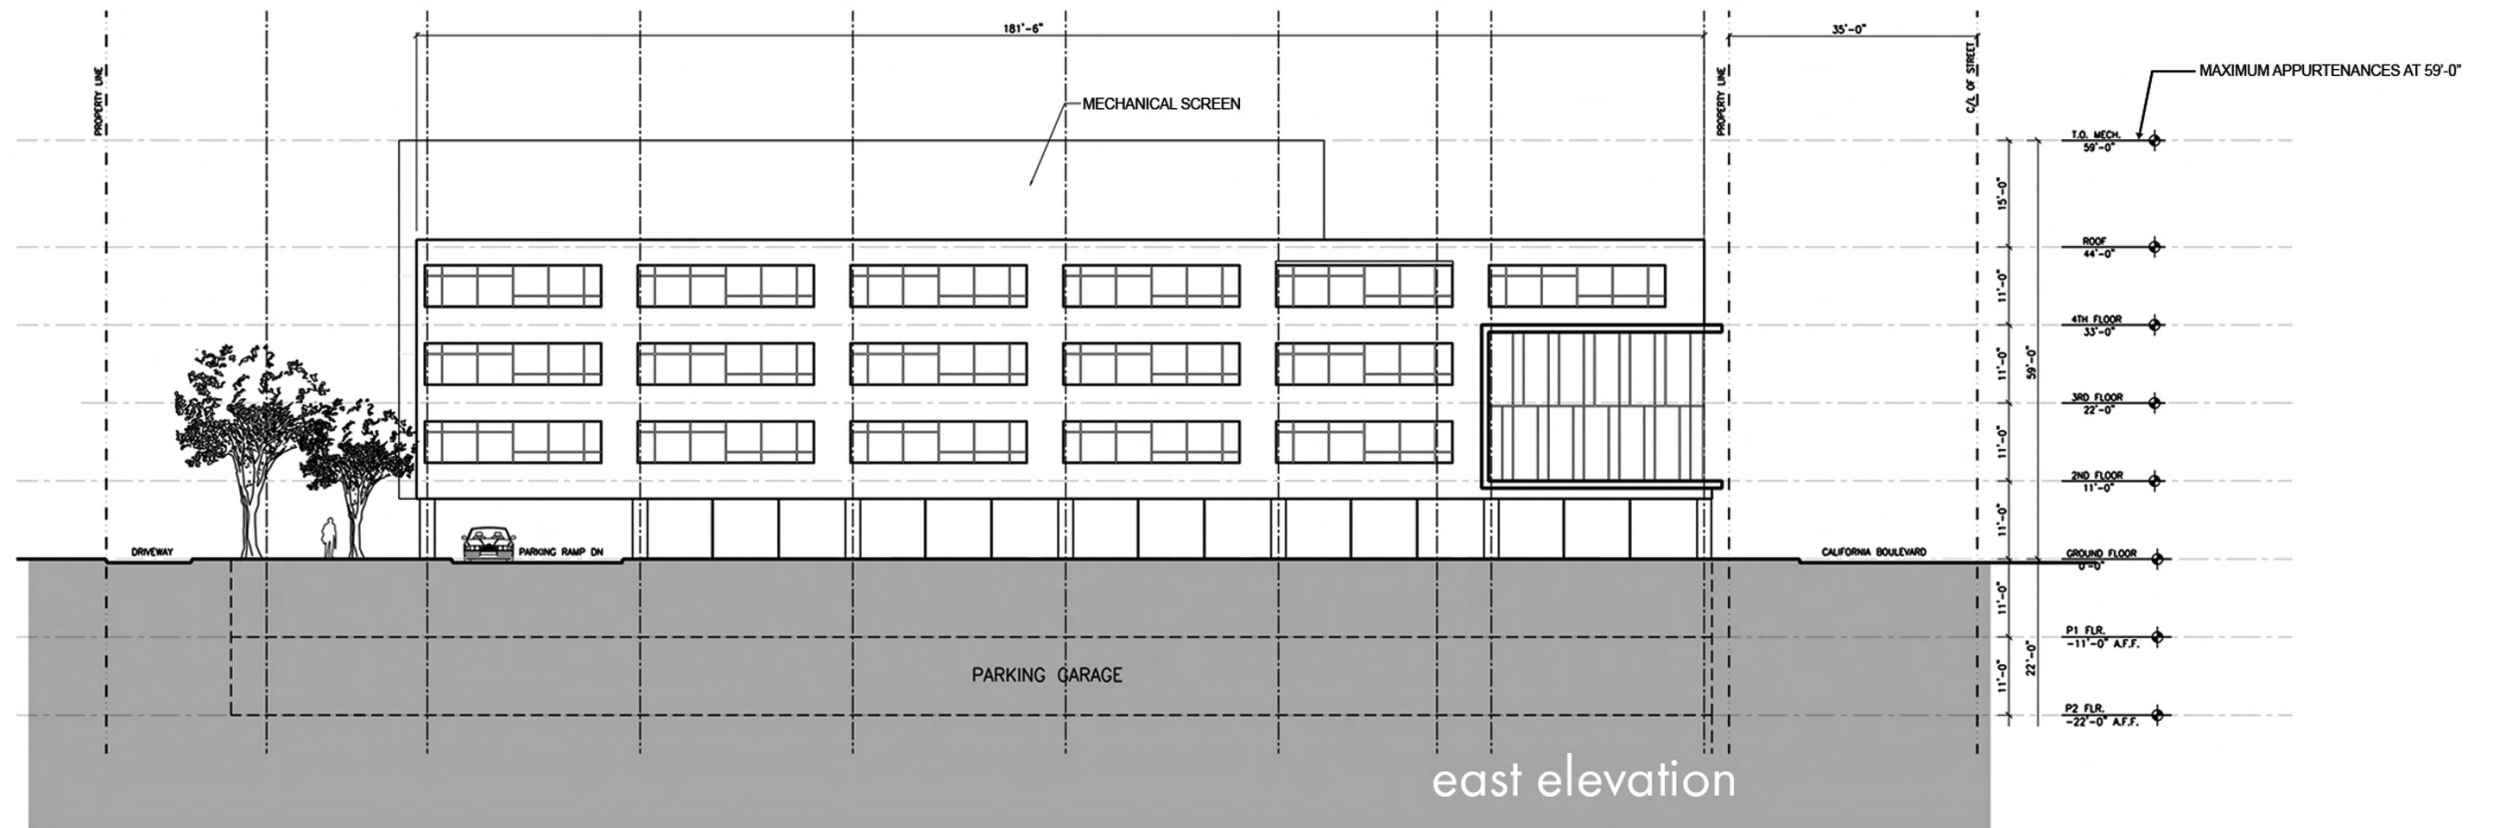 181'-6"
35'-0"
PROPERTY LINE
PROPERTY LINE
C/L OF STREET
MAXIMUM APPURTENANCES AT 59'-0"
MECHANICAL SCREEN
T.O. MECH.
59'-0"
15'-0"
ROOF
44'-0"
11'-0"
4TH FLOOR
33'-0"
11'-0"
59'-0"
3RD FLOOR
22'-0"
11'-0"
2ND FLOOR
11'-0"
11'-0"
DRIVEWAY
PARKING RAMP DN
CALIFORNIA BOULEVARD
GROUND FLOOR
0'-0"
11'-0"
P1 FLR.
-11'-0" A.F.F.
22'-0"
11'-0"
PARKING GARAGE
P2 FLR.
-22'-0" A.F.F.
east elevation